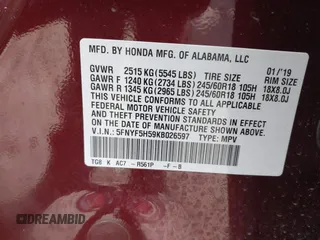 MFD. BY HONDA MFG. OF ALABAMA, LLC
GVWR 2515 KG (5545 LBS) TIRE SIZE 01/'19 RIM SIZE
GAWR F 1240 KG (2734 LBS) 245/60R18 105H 18X8.0J
GAWR R 1345 KG (2965 LBS) 245/60R18 105H 18X8.0J
THIS VEHICLE CONFORMS TO ALL APPLICABLE
FEDERAL MOTOR VEHICLE SAFETY AND THEFT
PREVENTION STANDARDS IN EFFECT ON THE DATE
OF MANUFACTURE SHOWN ABOVE.
V.I.N.: 5FNYF5H59KB026597 TYPE: MPV
TG8 K AC7 - R561P -F-B
© GRABAMBID